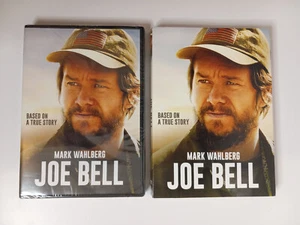 BASED ON
A TRUE STORY
MARK WAHLBERG
JOE BELL
BASED ON
A TRUE STORY
MARK WAHLBERG
JOE BELL